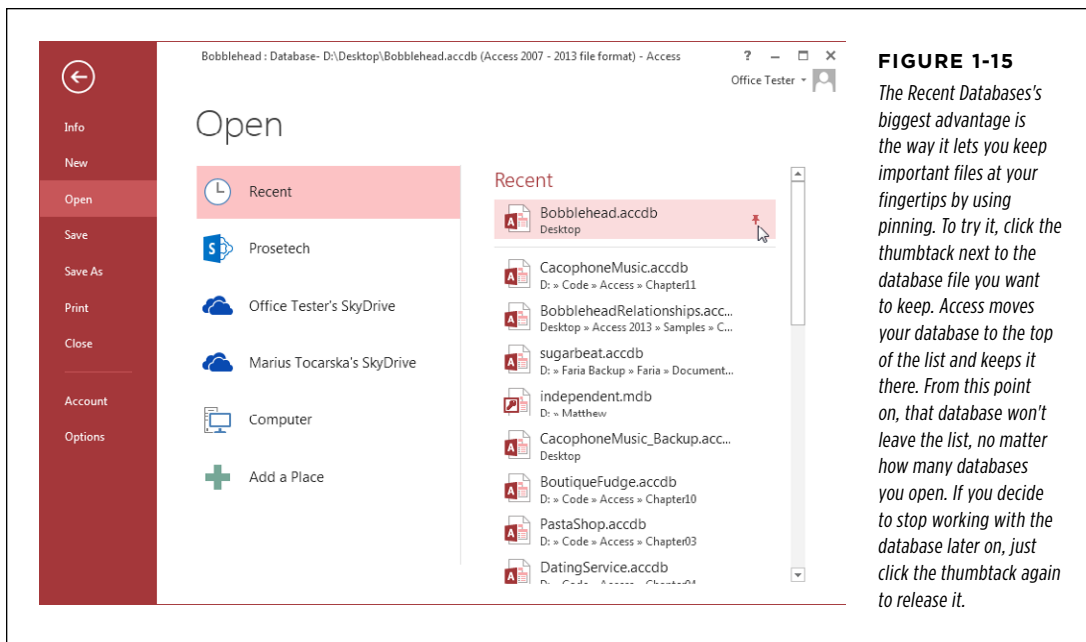 Bobblehead : Database- D:\Desktop\Bobblehead.accdb (Access 2007 - 2013 file format) - Access
?
Office Tester
Info
New
Open
Save
Save As
Print
Close
Account
Options
Open
Recent
Prosetech
Office Tester's SkyDrive
Marius Tocarska's SkyDrive
Computer
Add a Place
Recent
Bobblehead.accdb
Desktop
CacophoneMusic.accdb
D: » Code » Access » Chapter11
BobbleheadRelationships.acc...
Desktop » Access 2013 » Samples » C...
sugarbeat.accdb
D: » Faria Backup » Faria » Document...
independent.mdb
D: » Matthew
CacophoneMusic_Backup.acc...
Desktop
BoutiqueFudge.accdb
D: » Code » Access » Chapter10
PastaShop.accdb
D: » Code » Access » Chapter03
DatingService.accdb
D: » Code » Access »
FIGURE 1-15
The Recent Databases's
biggest advantage is
the way it lets you keep
important files at your
fingertips by using
pinning. To try it, click the
thumbtack next to the
database file you want
to keep. Access moves
your database to the top
of the list and keeps it
there. From this point
on, that database won't
leave the list, no matter
how many databases
you open. If you decide
to stop working with the
database later on, just
click the thumbtack again
to release it.